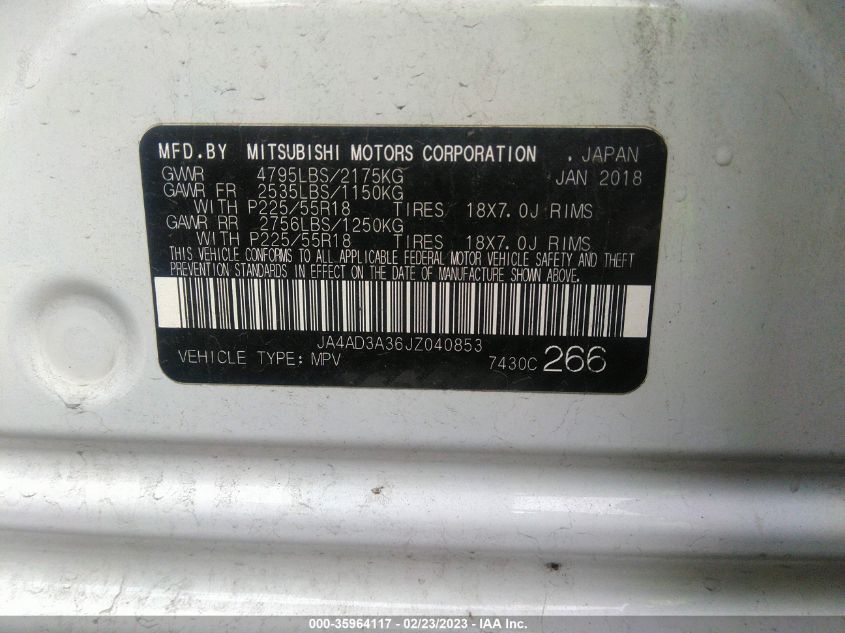 MFD.BY MITSUBISHI MOTORS CORPORATION . JAPAN
GVWR 4795LBS/2175KG JAN 2018
GAWR FR 2535LBS/1150KG
WITH P225/55R18 TIRES 18X7.0J RIMS
GAWR RR 2756LBS/1250KG
WITH P225/55R18 TIRES 18X7.0J RIMS
THIS VEHICLE CONFORMS TO ALL APPLICABLE FEDERAL MOTOR VEHICLE SAFETY AND THEFT
PREVENTION STANDARDS IN EFFECT ON THE DATE OF MANUFACTURE SHOWN ABOVE.
JA4AD3A36JZ040853
VEHICLE TYPE: MPV 7430C 266
000-35964117 - 02/23/2023 - IAA Inc.